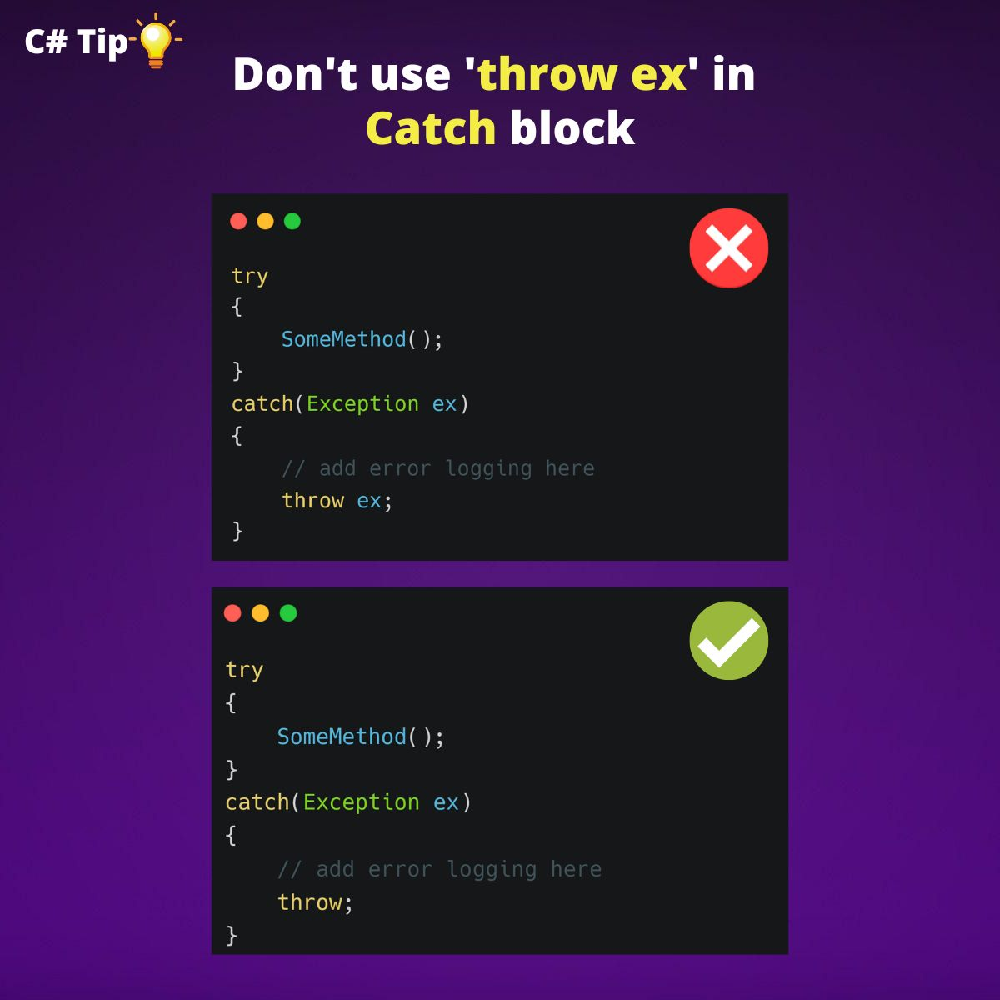 C# Tip
Don't use 'throw ex' in
Catch block
try
{
    SomeMethod();
}
catch(Exception ex)
{
    // add error logging here
    throw ex;
}
try
{
    SomeMethod();
}
catch(Exception ex)
{
    // add error logging here
    throw;
}